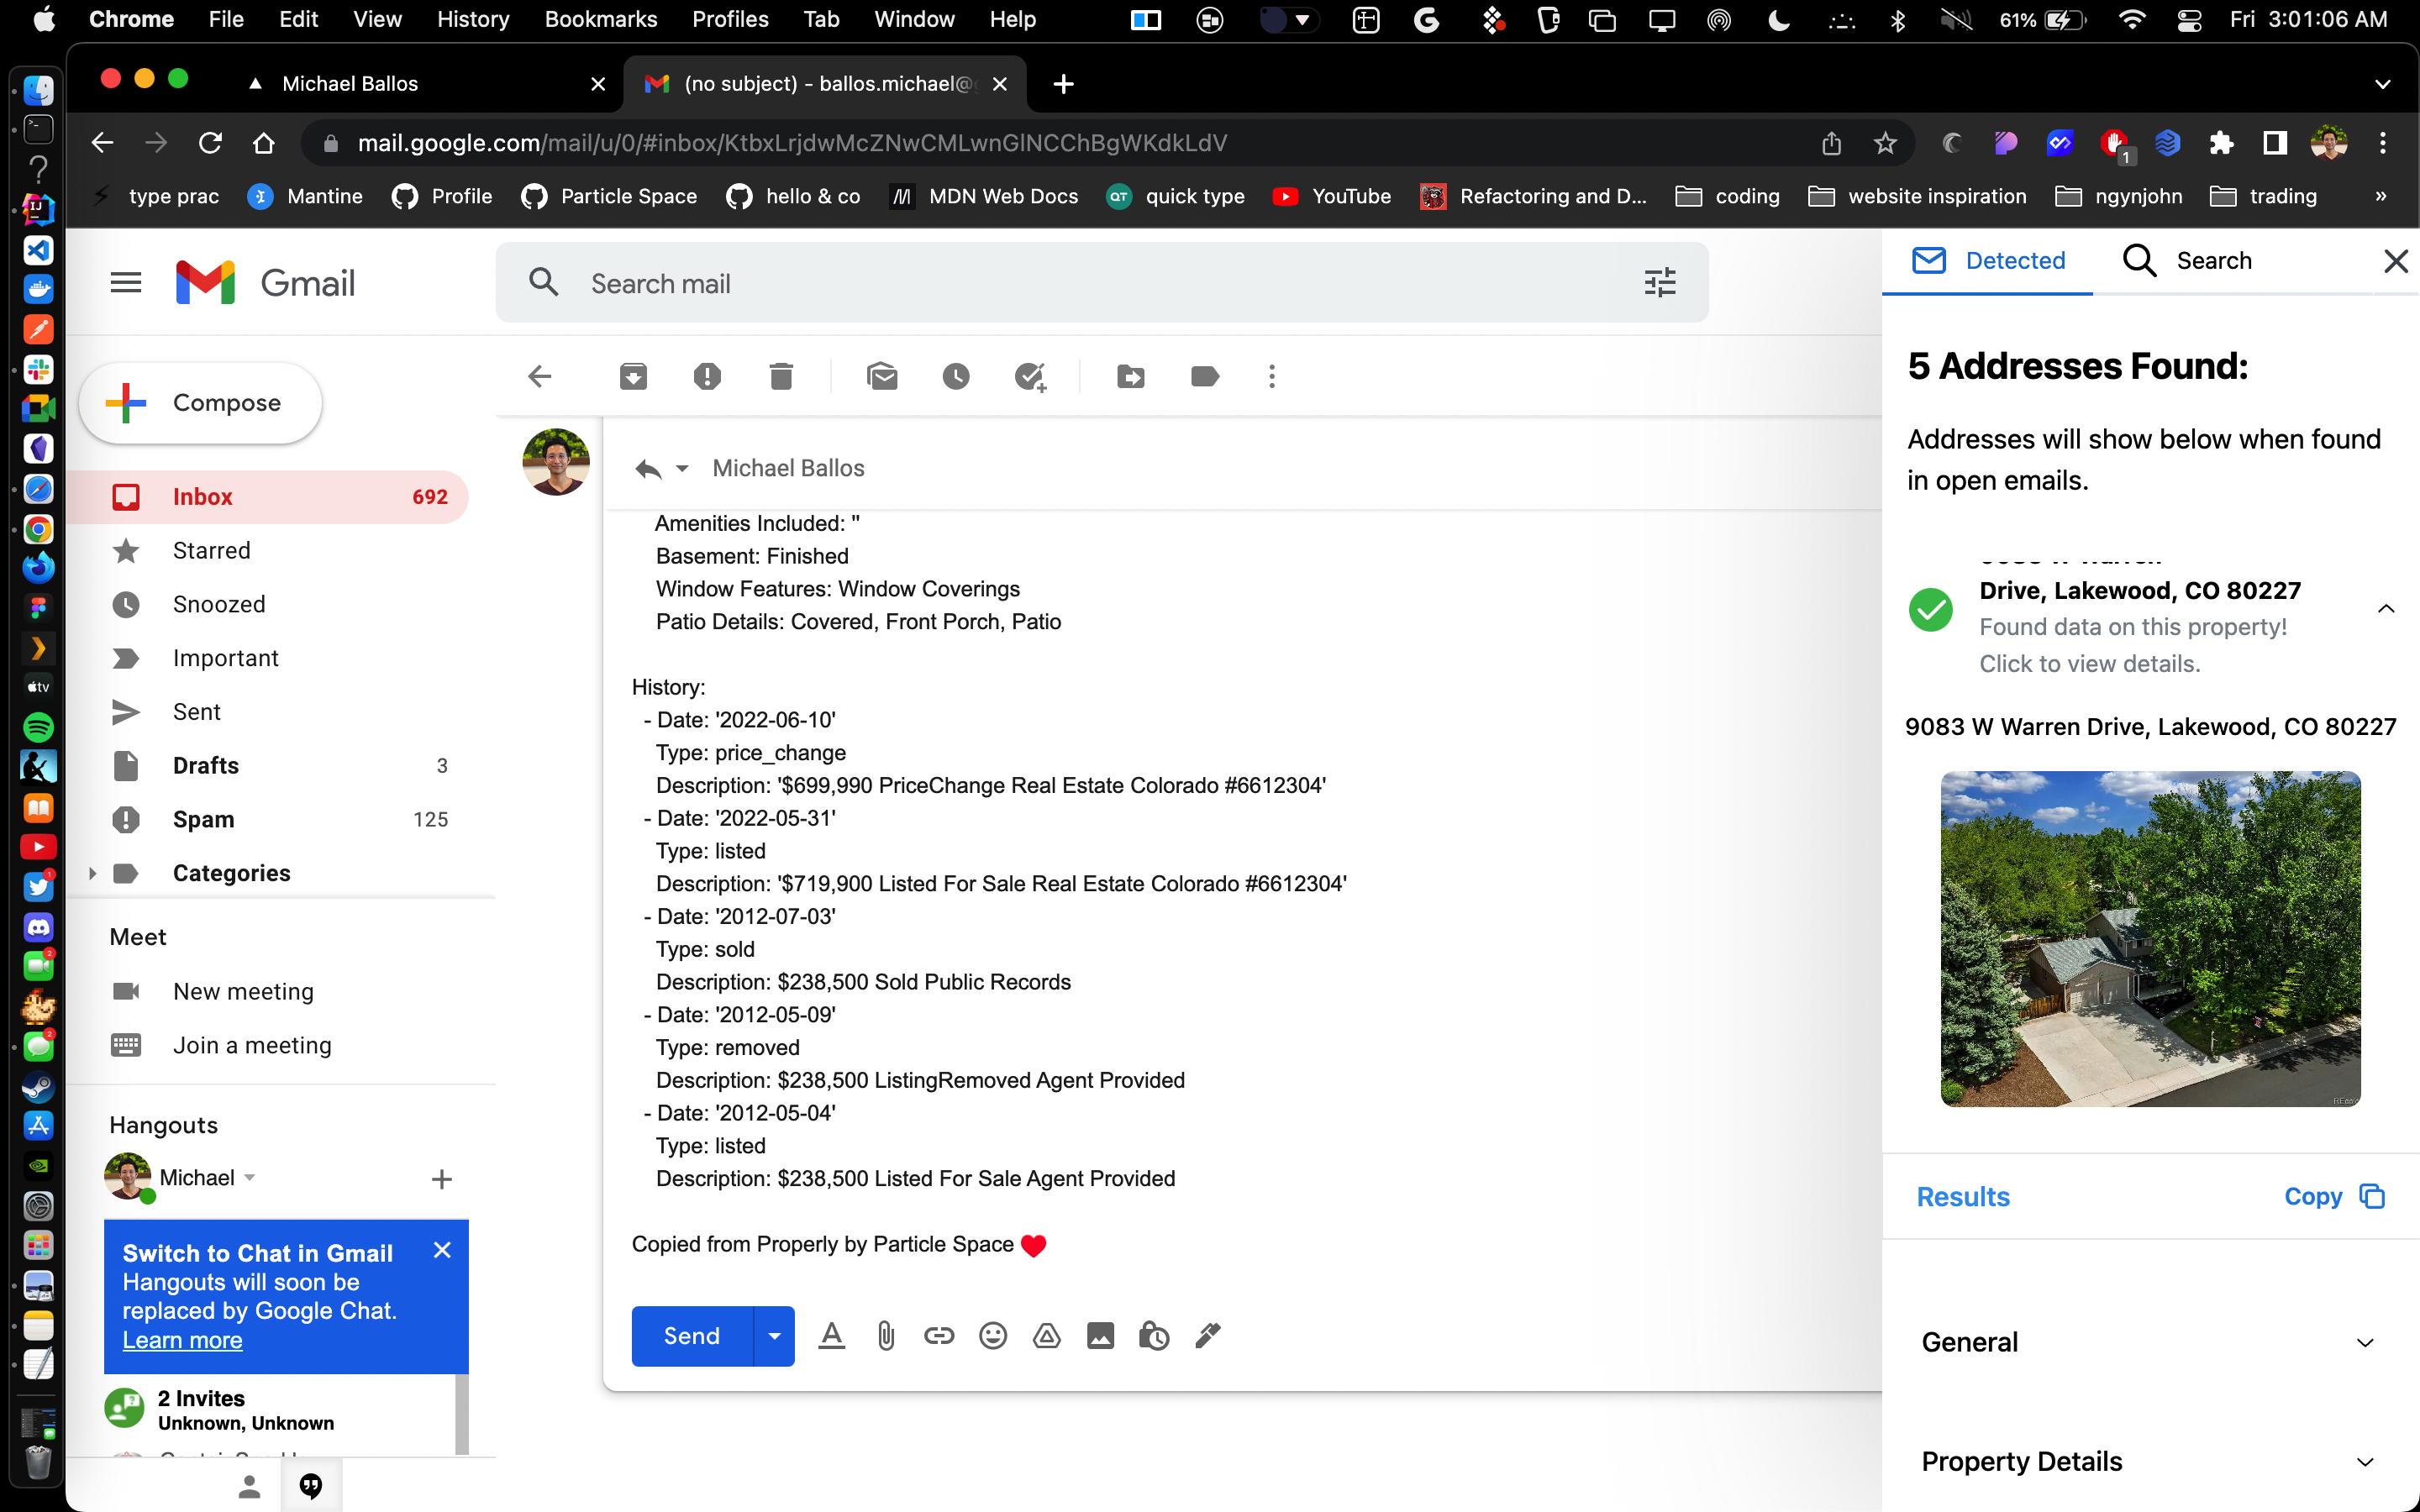 Chrome File Edit View History Bookmarks Profiles Tab Window Help 61% Fri 3:01:06 AM
Michael Ballos
(no subject) - ballos.michael@
mail.google.com/mail/u/0/#inbox/KtbxLrjdwMcZNwCMLwnGlNCChBgWKdkLdV
1
type prac Mantine Profile Particle Space hello & co MDN Web Docs QT quick type YouTube Refactoring and D... coding website inspiration ngynjohn trading »
Gmail
Search mail
Compose
Inbox 692
Starred
Snoozed
Important
Sent
Drafts 3
Spam 125
Categories
Meet
New meeting
Join a meeting
Hangouts
Michael
Switch to Chat in Gmail
Hangouts will soon be
replaced by Google Chat.
Learn more
2 Invites
Unknown, Unknown
Michael Ballos
Amenities Included: ''
Basement: Finished
Window Features: Window Coverings
Patio Details: Covered, Front Porch, Patio
History:
- Date: '2022-06-10'
Type: price_change
Description: '$699,990 PriceChange Real Estate Colorado #6612304'
- Date: '2022-05-31'
Type: listed
Description: '$719,900 Listed For Sale Real Estate Colorado #6612304'
- Date: '2012-07-03'
Type: sold
Description: $238,500 Sold Public Records
- Date: '2012-05-09'
Type: removed
Description: $238,500 ListingRemoved Agent Provided
- Date: '2012-05-04'
Type: listed
Description: $238,500 Listed For Sale Agent Provided
Copied from Properly by Particle Space ❤️
Send
Detected
Search
5 Addresses Found:
Addresses will show below when found
in open emails.
Drive, Lakewood, CO 80227
Found data on this property!
Click to view details.
9083 W Warren Drive, Lakewood, CO 80227
Results
Copy
General
Property Details